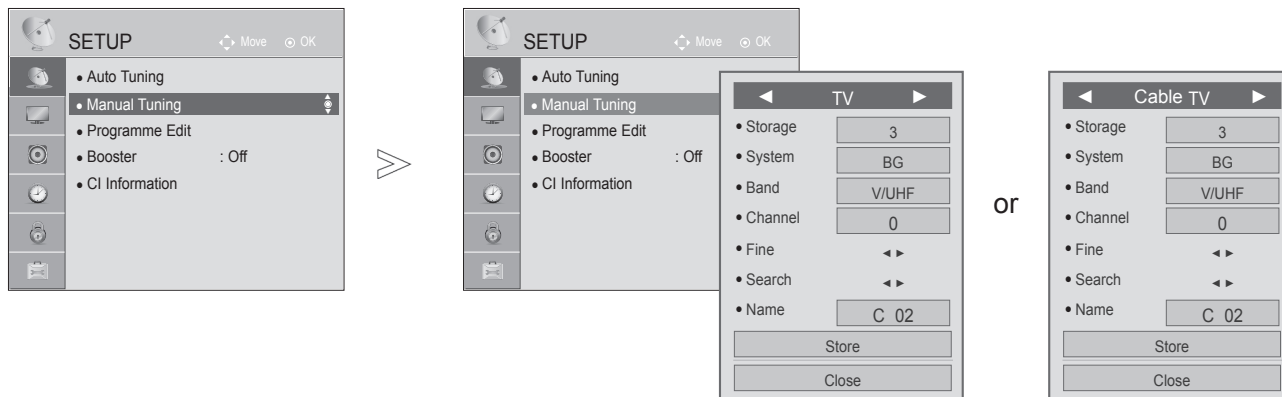 SETUP Move OK
• Auto Tuning
• Manual Tuning
• Programme Edit
• Booster : Off
• CI Information
SETUP Move OK
• Auto Tuning
• Manual Tuning
• Programme Edit
• Booster : Off
• CI Information
◄ TV ►
• Storage 3
• System BG
• Band V/UHF
• Channel 0
• Fine ◄ ►
• Search ◄ ►
• Name C 02
Store
Close
or
◄ Cable TV ►
• Storage 3
• System BG
• Band V/UHF
• Channel 0
• Fine ◄ ►
• Search ◄ ►
• Name C 02
Store
Close